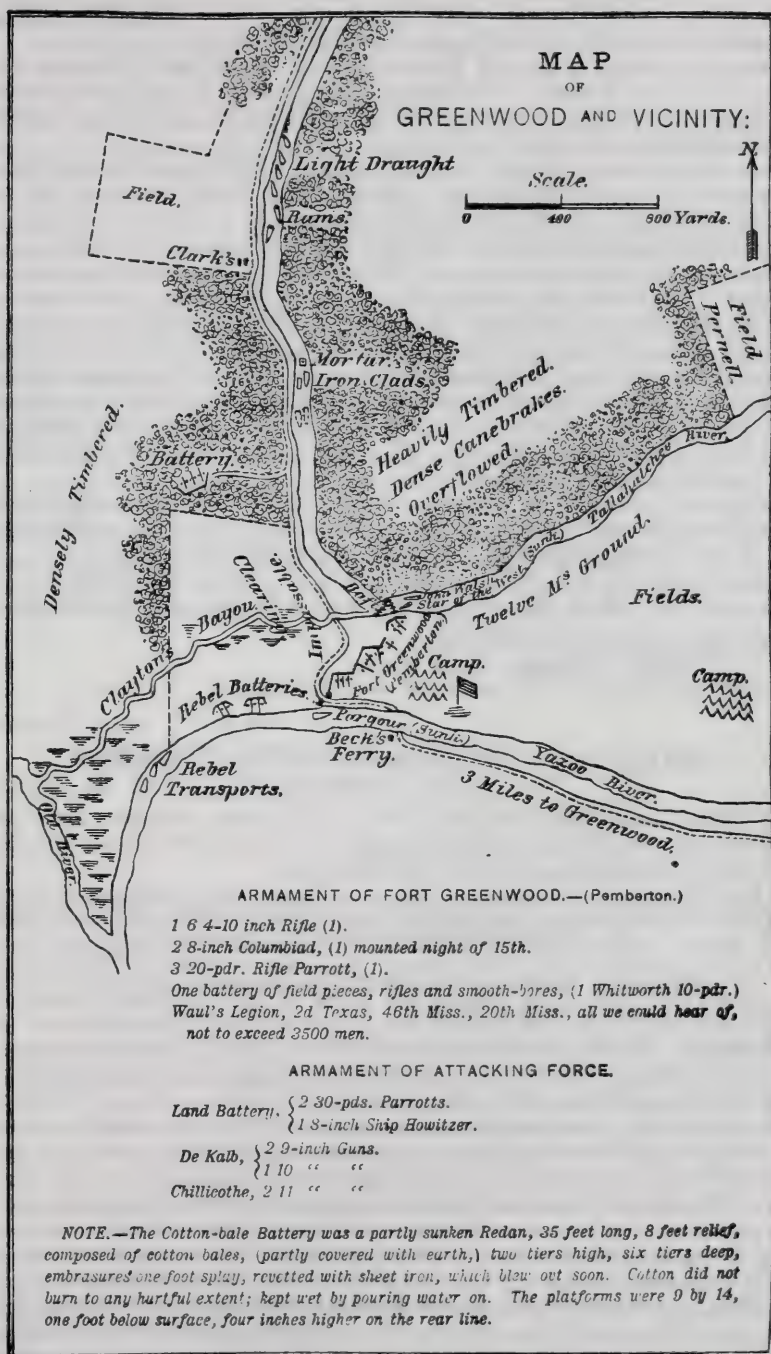 MAP
OF
GREENWOOD AND VICINITY:
N
Scale.
0 400 800 Yards.
Light Draught
Rams.
Field.
Clark's
Mortar.
Iron Clads.
Field
Pernell.
Heavily Timbered.
Dense Canebrakes.
Overflowed.
Densely Timbered.
Battery.
Tallahatchee River.
Star of the West (Sunk)
Twelve Ms Ground.
Fields.
Clearing
Impassable.
Claytons Bayou
Fort Greenwood
(Pemberton.)
Camp.
Camp.
Rebel Batteries.
Pargour (Sunk.)
Beck's
Ferry.
Yazoo River.
Rebel
Transports.
3 Miles to Greenwood.
Old River.
ARMAMENT OF FORT GREENWOOD.—(Pemberton.)
1 6 4-10 inch Rifle (1).
2 8-inch Columbiad, (1) mounted night of 15th.
3 20-pdr. Rifle Parrott, (1).
One battery of field pieces, rifles and smooth-bores, (1 Whitworth 10-pdr.)
Waul's Legion, 2d Texas, 46th Miss., 20th Miss., all we could hear of,
not to exceed 3500 men.
ARMAMENT OF ATTACKING FORCE.
Land Battery. { 2 30-pds. Parrotts.
1 8-inch Ship Howitzer.
De Kalb, { 2 9-inch Guns.
1 10 " "
Chillicothe, 2 11 " "
NOTE.—The Cotton-bale Battery was a partly sunken Redan, 35 feet long, 8 feet relief,
composed of cotton bales, (partly covered with earth,) two tiers high, six tiers deep,
embrasures one foot splay, revetted with sheet iron, which blew out soon. Cotton did not
burn to any hurtful extent; kept wet by pouring water on. The platforms were 9 by 14,
one foot below surface, four inches higher on the rear line.